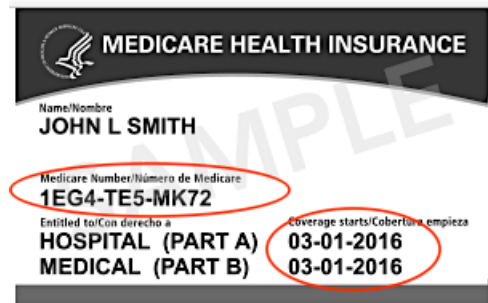 MEDICARE HEALTH INSURANCE
Name/Nombre
JOHN L SMITH
SAMPLE
Medicare Number/Número de Medicare
1EG4-TE5-MK72
Entitled to/Con derecho a Coverage starts/Cobertura empieza
HOSPITAL (PART A) 03-01-2016
MEDICAL (PART B) 03-01-2016